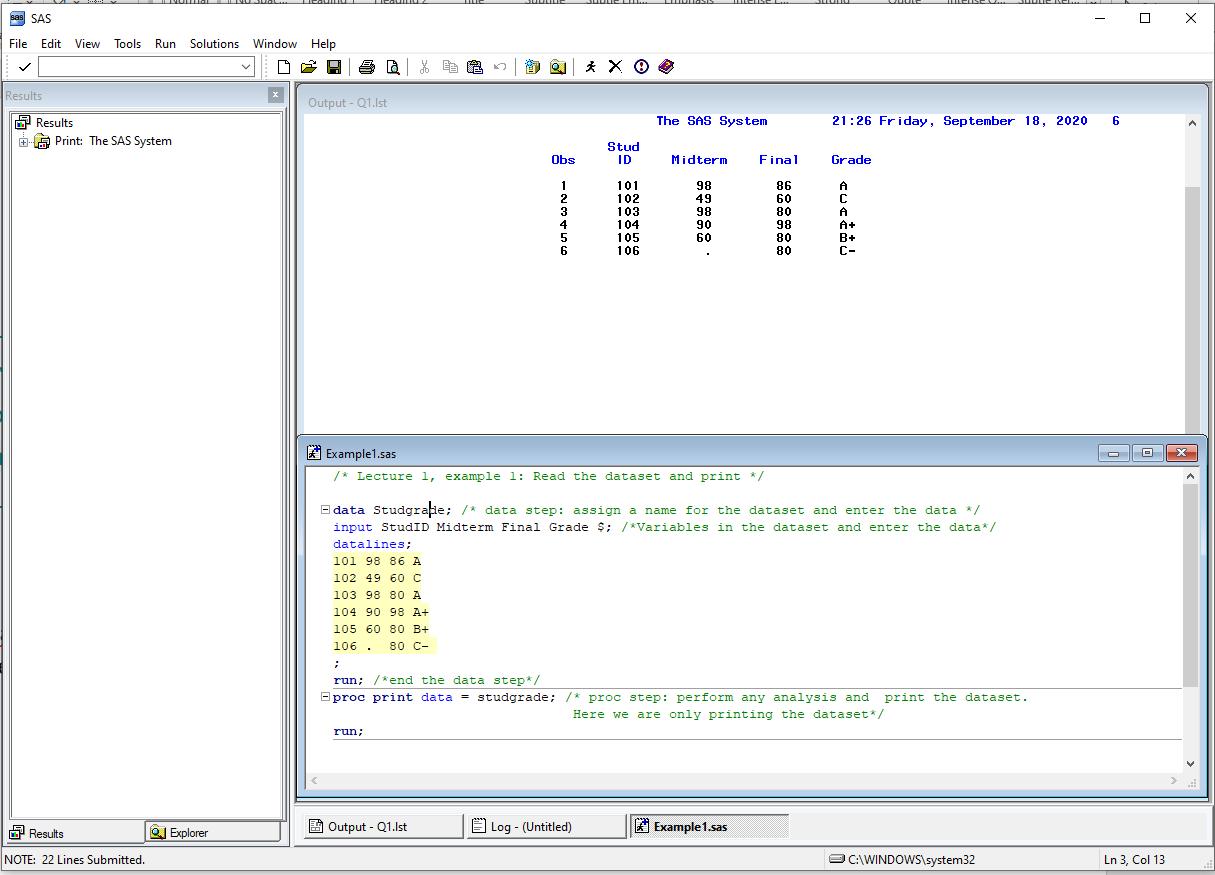 SAS
File Edit View Tools Run Solutions Window Help
Results
Results
Print: The SAS System
Output - Q1.lst
The SAS System 21:26 Friday, September 18, 2020 6
Stud
Obs ID Midterm Final Grade
1 101 98 86 A
2 102 49 60 C
3 103 98 80 A
4 104 90 98 A+
5 105 60 80 B+
6 106 . 80 C-
Example1.sas
/* Lecture 1, example 1: Read the dataset and print */
data Studgrade; /* data step: assign a name for the dataset and enter the data */
input StudID Midterm Final Grade $; /*Variables in the dataset and enter the data*/
datalines;
101 98 86 A
102 49 60 C
103 98 80 A
104 90 98 A+
105 60 80 B+
106 .  80 C-
;
run; /*end the data step*/
proc print data = studgrade; /* proc step: perform any analysis and  print the dataset.
Here we are only printing the dataset*/
run;
Results Explorer
Output - Q1.lst Log - (Untitled) Example1.sas
NOTE: 22 Lines Submitted. C:\WINDOWS\system32 Ln 3, Col 13